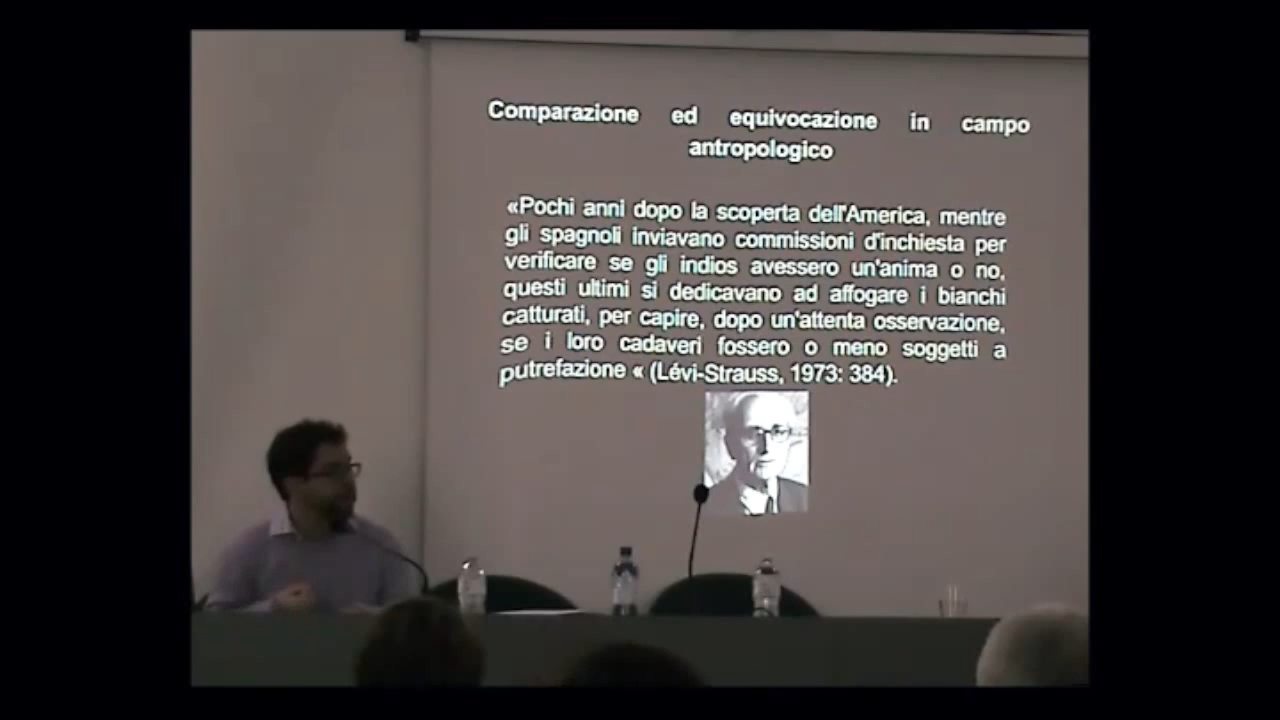 Comparazione ed equivocazione in campo
antropologico
«Pochi anni dopo la scoperta dell'America, mentre
gli spagnoli inviavano commissioni d'inchiesta per
verificare se gli indios avessero un'anima o no,
questi ultimi si dedicavano ad affogare i bianchi
catturati, per capire, dopo un'attenta osservazione,
se i loro cadaveri fossero o meno soggetti a
putrefazione « (Lévi-Strauss, 1973: 384).